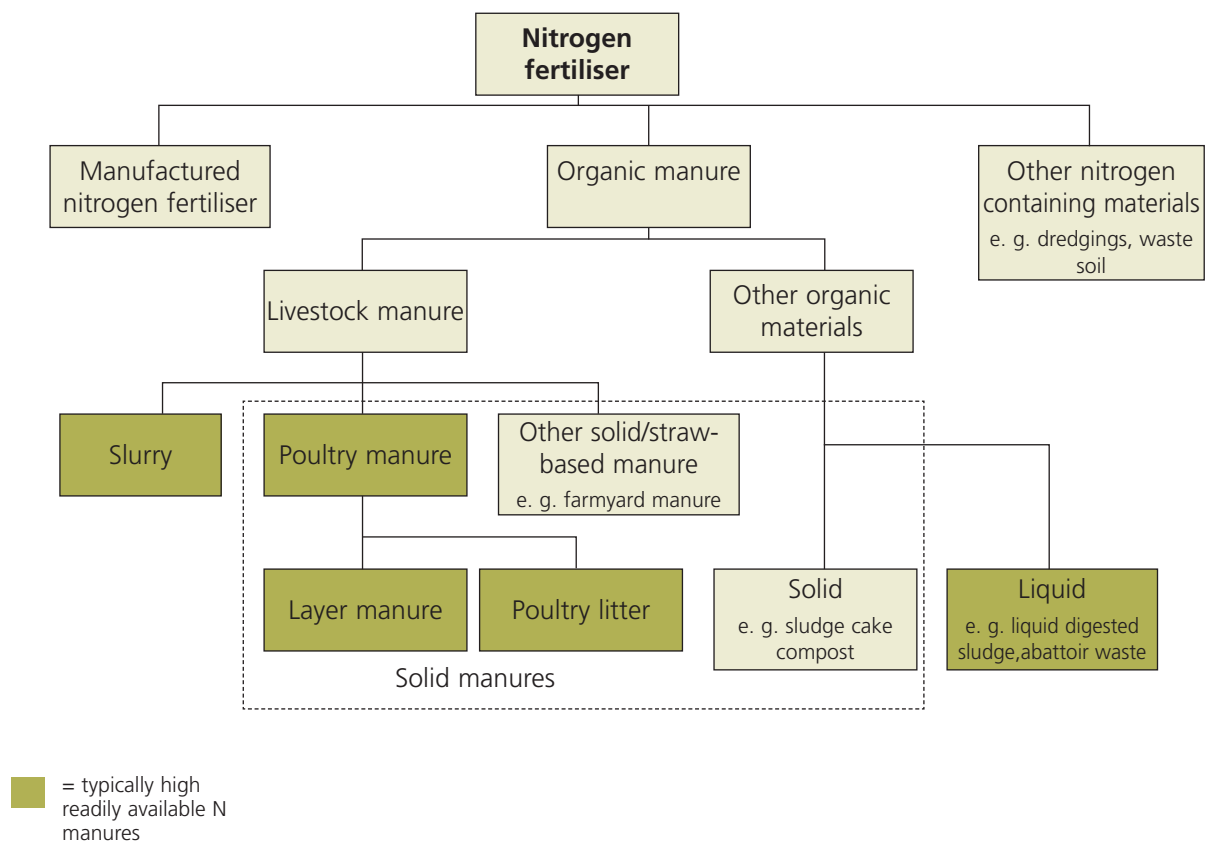 Nitrogen
fertiliser
Manufactured
nitrogen fertiliser
Organic manure
Other nitrogen
containing materials
e. g. dredgings, waste
soil
Livestock manure
Other organic
materials
Slurry
Poultry manure
Other solid/straw-
based manure
e. g. farmyard manure
Layer manure
Poultry litter
Solid
e. g. sludge cake
compost
Liquid
e. g. liquid digested
sludge,abattoir waste
Solid manures
= typically high
readily available N
manures